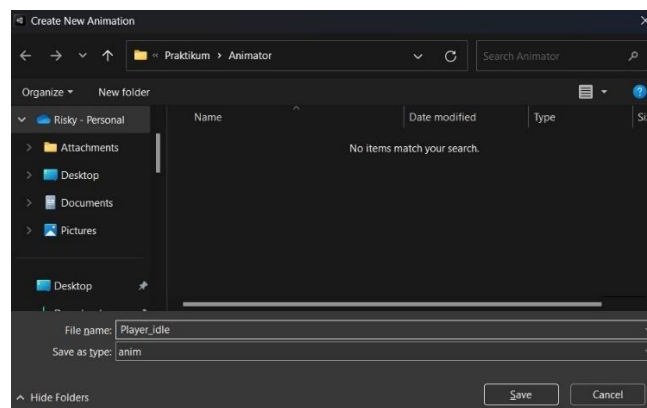 Create New Animation
« Praktikum > Animator
Search Animator
Organize
New folder
Name
Date modified
Type
Risky - Personal
Attachments
No items match your search.
Desktop
Documents
Pictures
Desktop
File name: Player_idle
Save as type: anim
Hide Folders
Save
Cancel